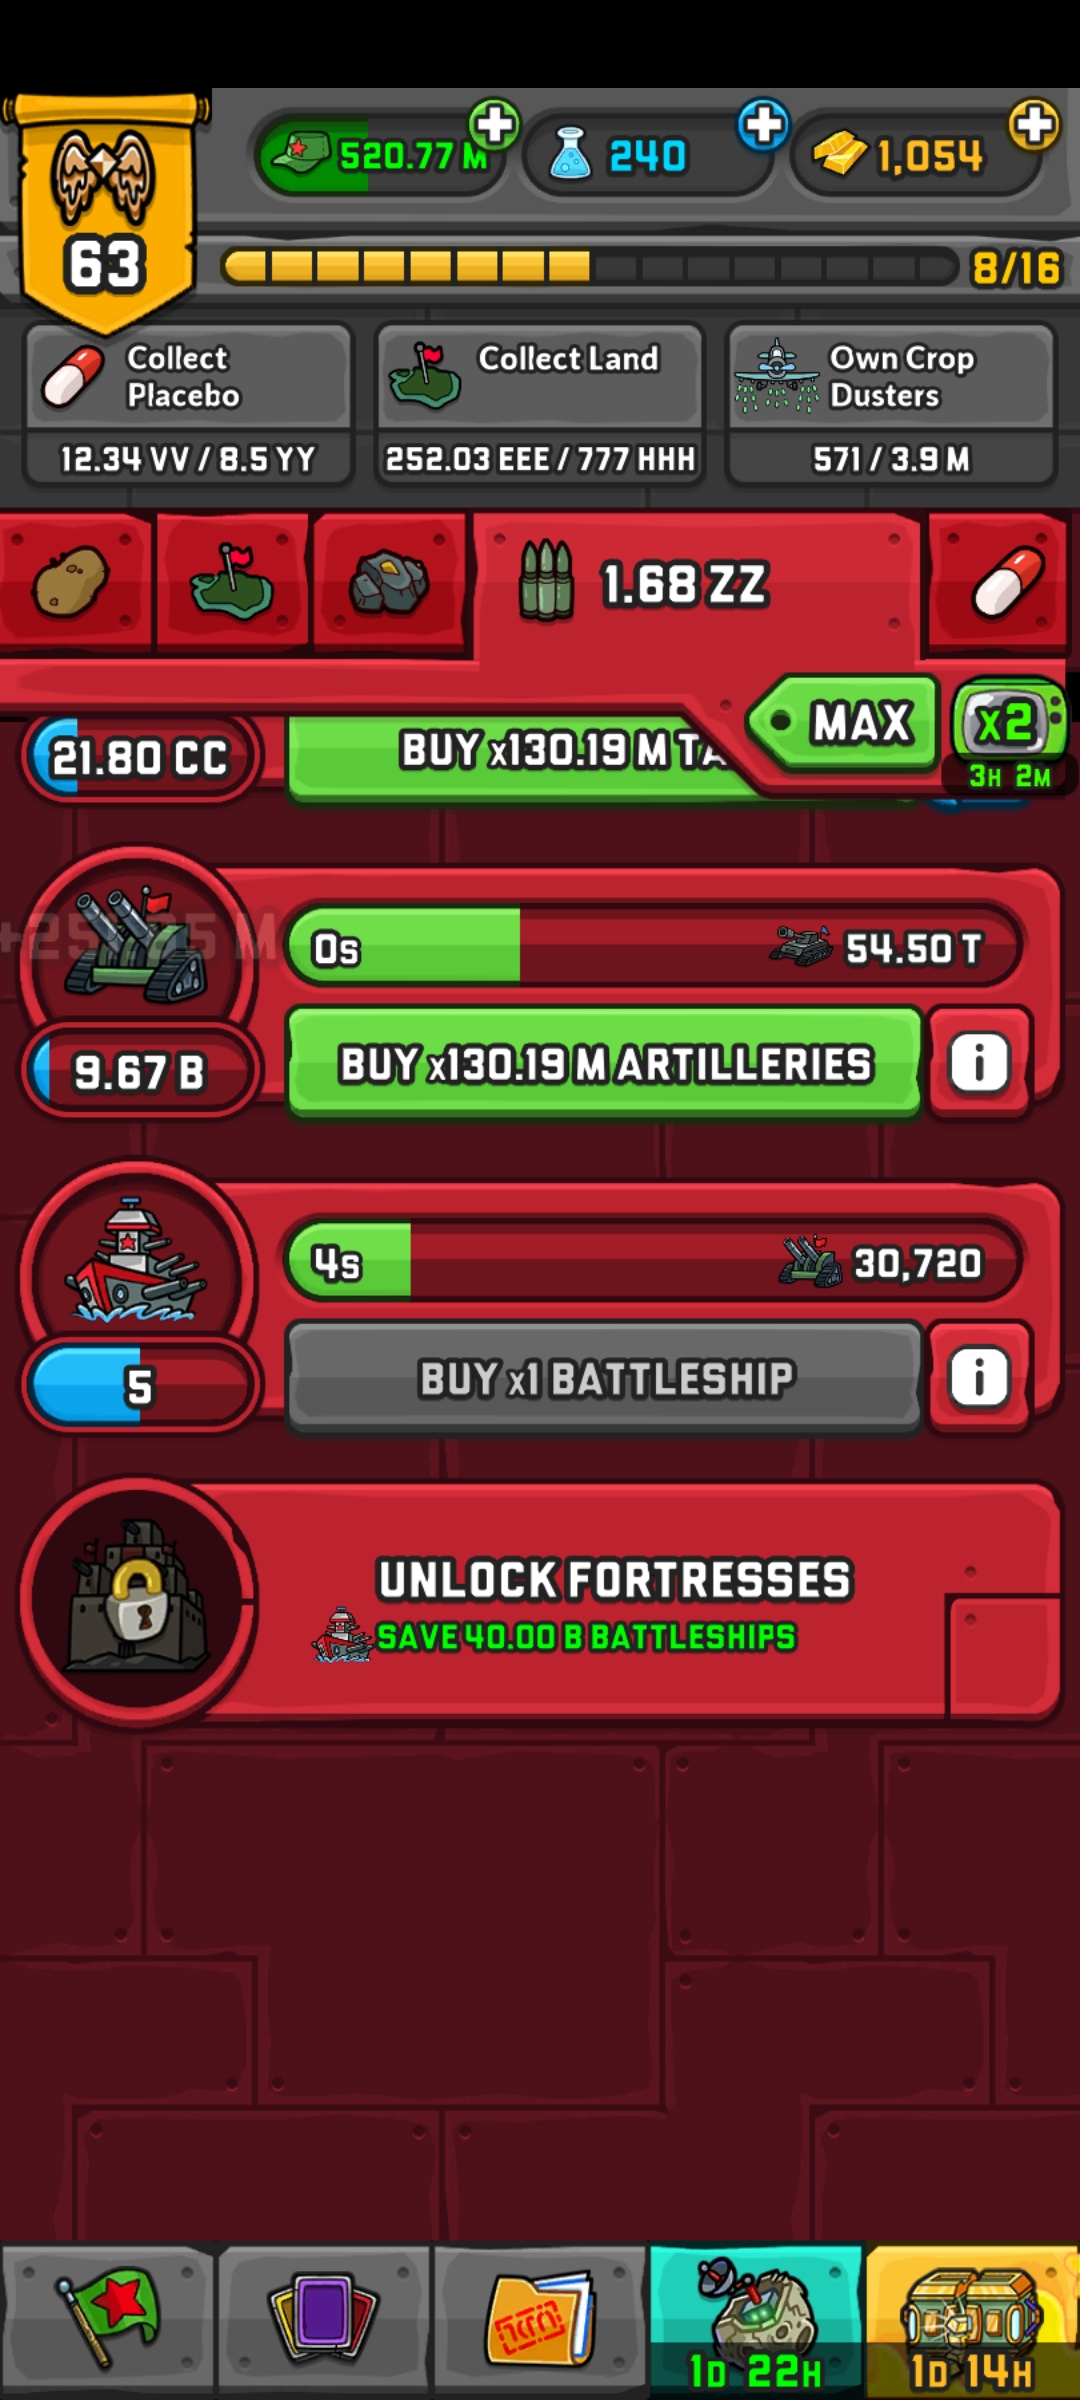 520.77 M
240
1,054
63
8/16
Collect Placebo
12.34 VV / 8.5 YY
Collect Land
252.03 EEE / 777 HHH
Own Crop Dusters
571 / 3.9 M
1.68 ZZ
MAX
x2
3H 2M
21.80 CC
BUY x130.19 M TA
0s
54.50 T
9.67 B
BUY x130.19 M ARTILLERIES
i
4s
30,720
5
BUY x1 BATTLESHIP
i
UNLOCK FORTRESSES
SAVE 40.00 B BATTLESHIPS
1D 22H
1D 14H